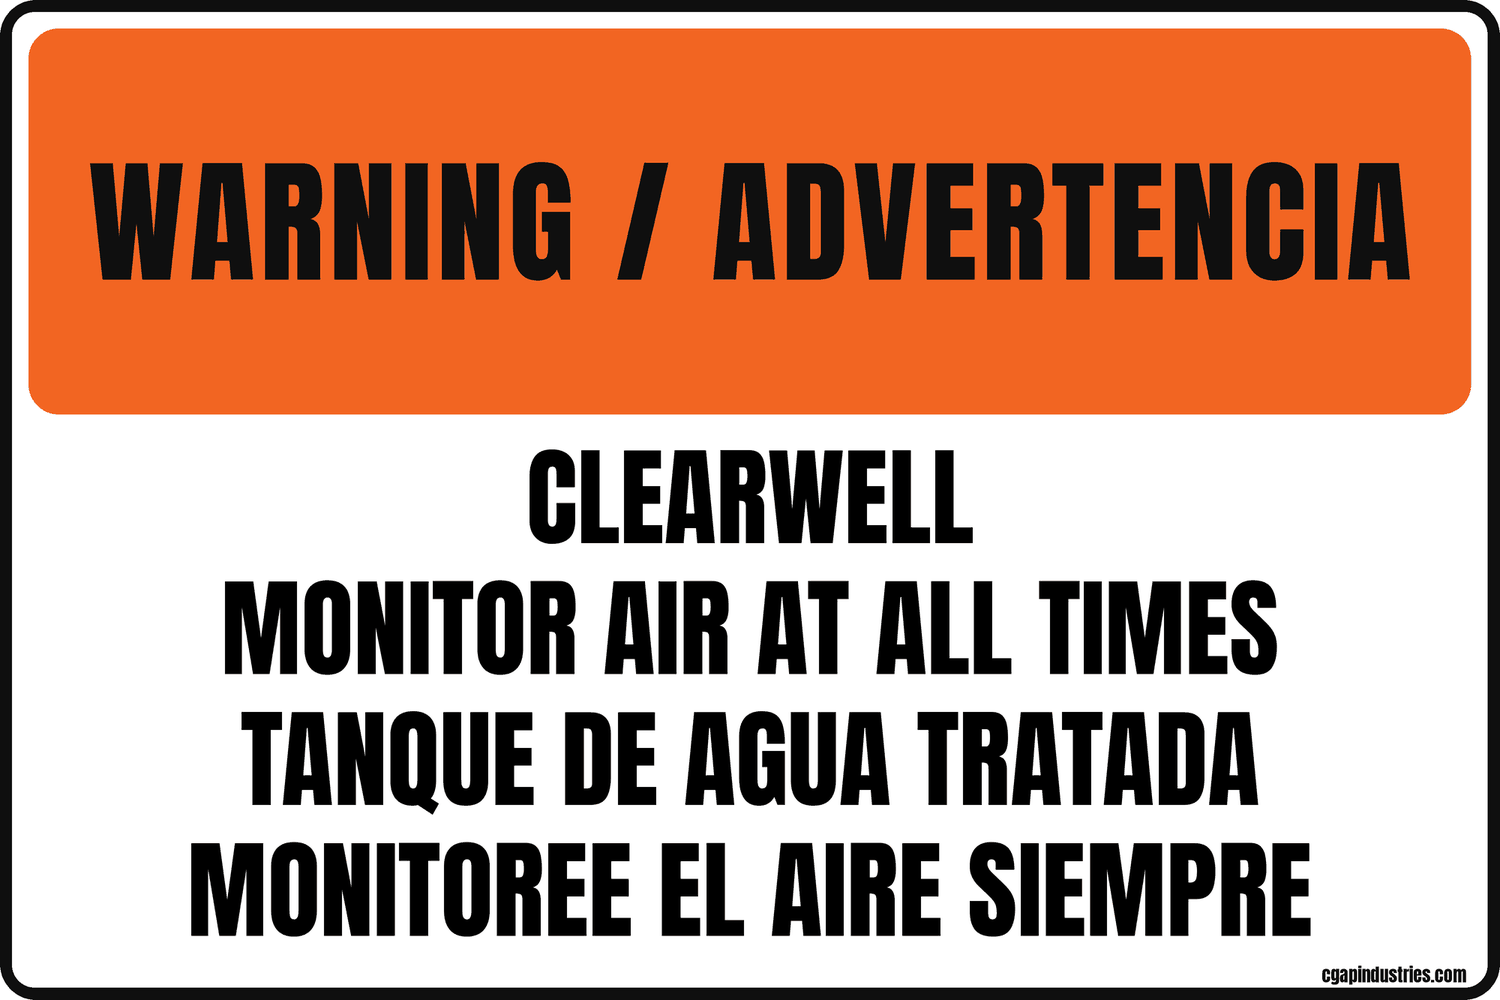 WARNING / ADVERTENCIA
CLEARWELL
MONITOR AIR AT ALL TIMES
TANQUE DE AGUA TRATADA
MONITOREE EL AIRE SIEMPRE
cgapindustries.com